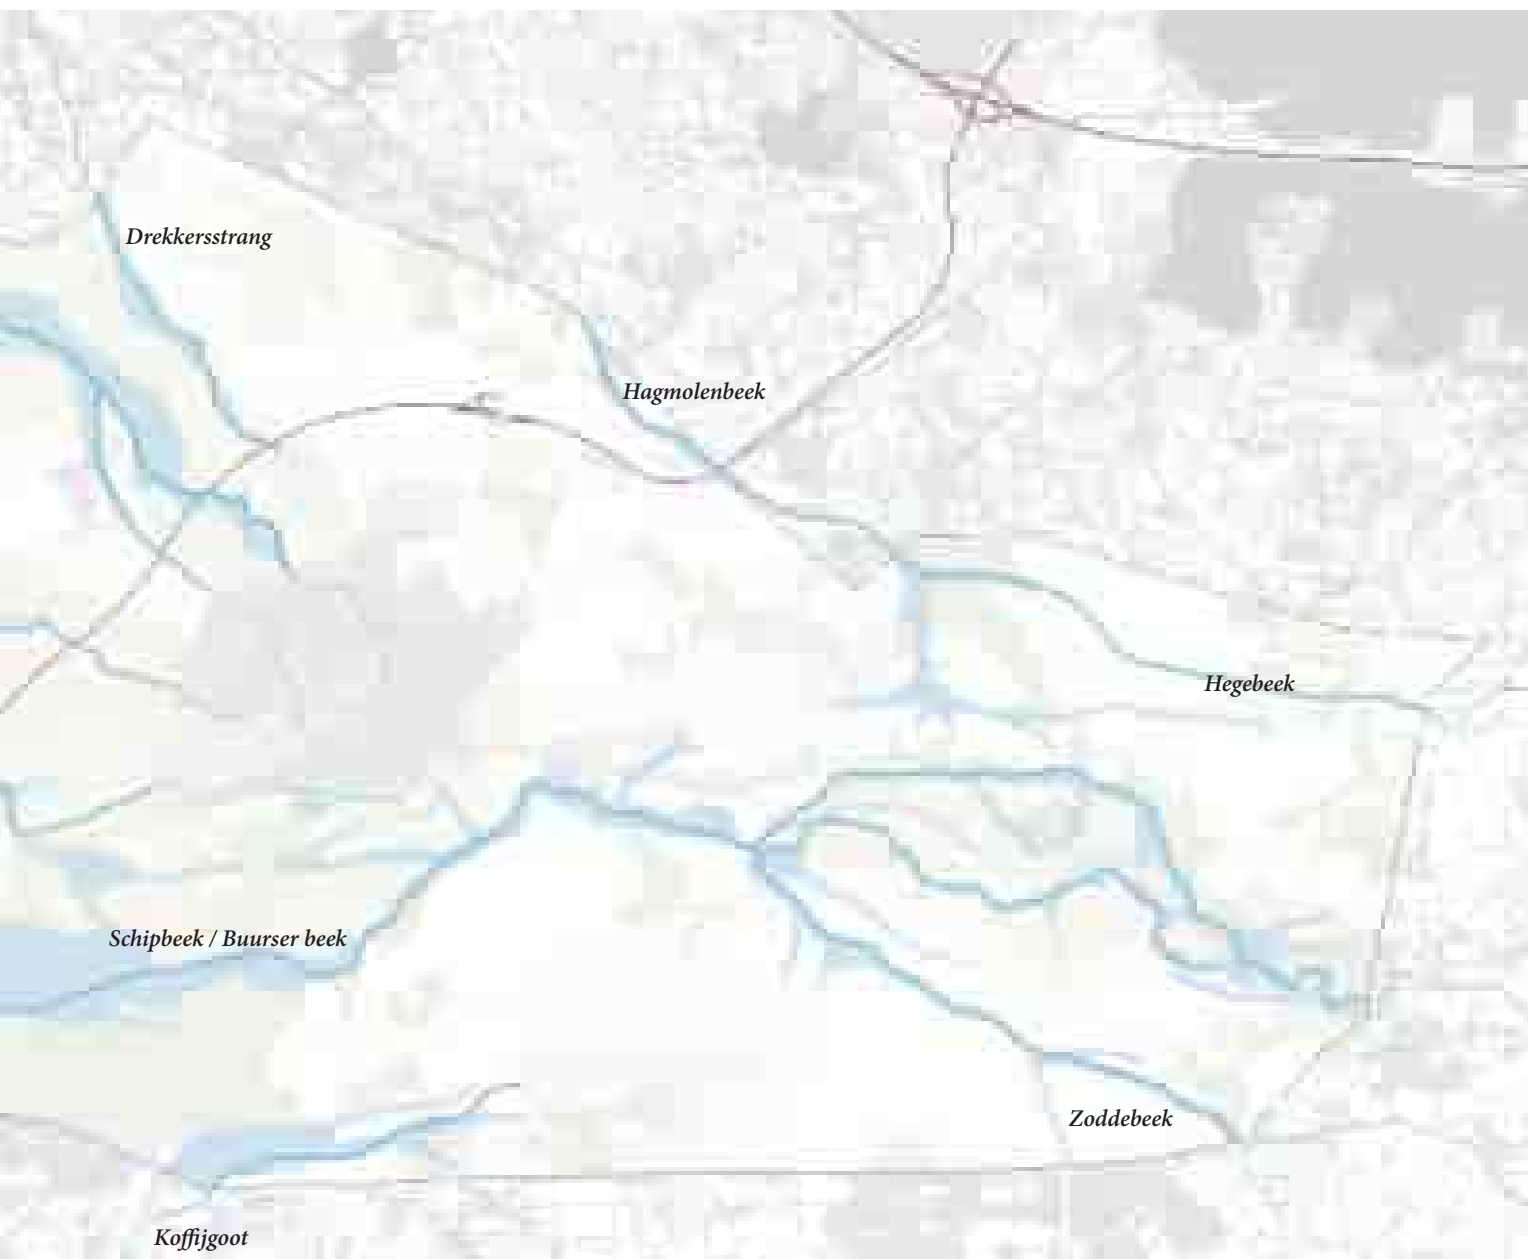 Drekkersstrang
Hagmolenbeek
Hegebeek
Schipbeek / Buurser beek
Zoddebeek
Koffijgoot